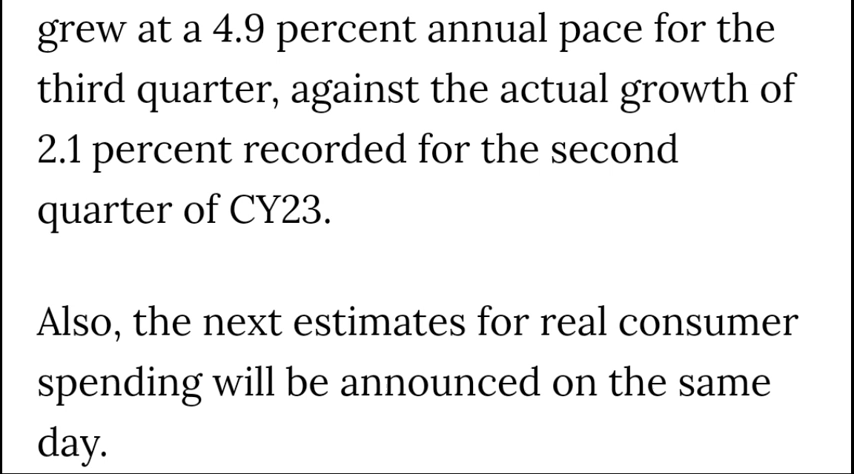 grew at a 4.9 percent annual pace for the
third quarter, against the actual growth of
2.1 percent recorded for the second
quarter of CY23.
Also, the next estimates for real consumer
spending will be announced on the same
day.